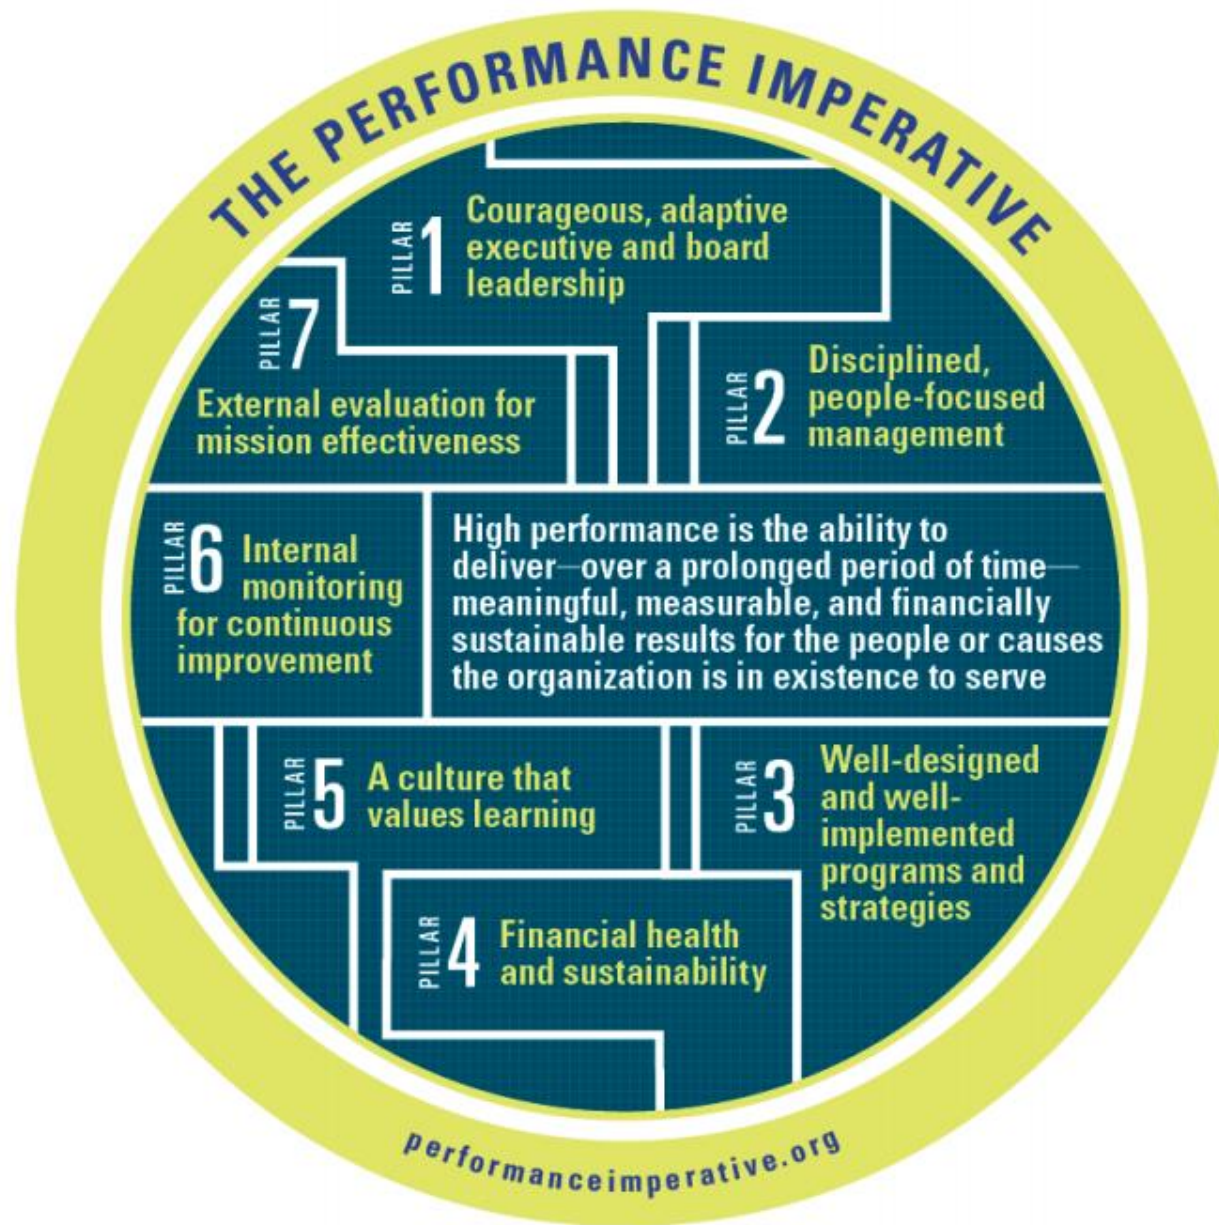 THE PERFORMANCE IMPERATIVE
PILLAR 1
Courageous, adaptive
executive and board
leadership
PILLAR 2
Disciplined,
people-focused
management
PILLAR 7
External evaluation for
mission effectiveness
PILLAR 6
Internal
monitoring
for continuous
improvement
High performance is the ability to
deliver—over a prolonged period of time—
meaningful, measurable, and financially
sustainable results for the people or causes
the organization is in existence to serve
PILLAR 5
A culture that
values learning
PILLAR 3
Well-designed
and well-
implemented
programs and
strategies
PILLAR 4
Financial health
and sustainability
performanceimperative.org